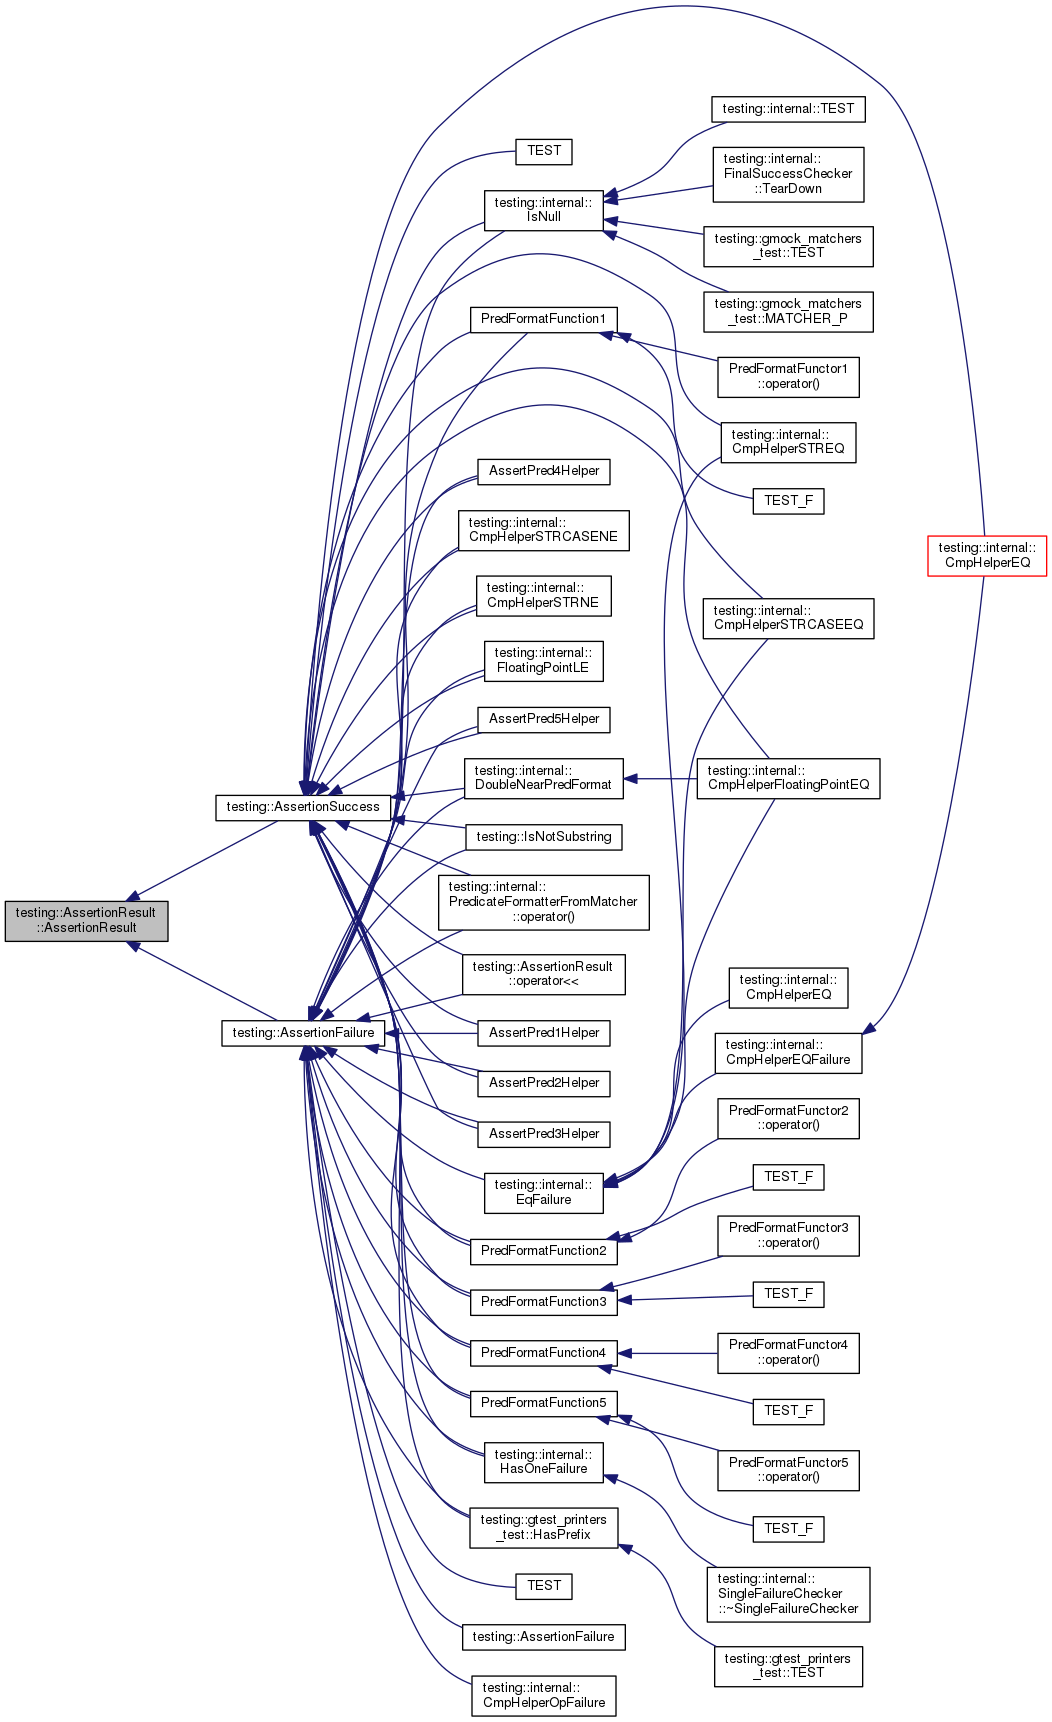 testing::internal::TEST
TEST
testing::internal::
FinalSuccessChecker
::TearDown
testing::internal::
IsNull
testing::gmock_matchers
_test::TEST
testing::gmock_matchers
_test::MATCHER_P
PredFormatFunction1
PredFormatFunctor1
::operator()
testing::internal::
CmpHelperSTREQ
AssertPred4Helper
TEST_F
testing::internal::
CmpHelperSTRCASENE
testing::internal::
CmpHelperEQ
testing::internal::
CmpHelperSTRNE
testing::internal::
CmpHelperSTRCASEEQ
testing::internal::
FloatingPointLE
AssertPred5Helper
testing::internal::
DoubleNearPredFormat
testing::internal::
CmpHelperFloatingPointEQ
testing::AssertionSuccess
testing::IsNotSubstring
testing::internal::
PredicateFormatterFromMatcher
::operator()
testing::AssertionResult
::AssertionResult
testing::AssertionResult
::operator<<
testing::internal::
CmpHelperEQ
testing::AssertionFailure
AssertPred1Helper
testing::internal::
CmpHelperEQFailure
AssertPred2Helper
PredFormatFunctor2
::operator()
AssertPred3Helper
testing::internal::
EqFailure
TEST_F
PredFormatFunction2
PredFormatFunctor3
::operator()
PredFormatFunction3
TEST_F
PredFormatFunction4
PredFormatFunctor4
::operator()
PredFormatFunction5
TEST_F
testing::internal::
HasOneFailure
PredFormatFunctor5
::operator()
testing::gtest_printers
_test::HasPrefix
TEST_F
TEST
testing::internal::
SingleFailureChecker
::~SingleFailureChecker
testing::AssertionFailure
testing::gtest_printers
_test::TEST
testing::internal::
CmpHelperOpFailure